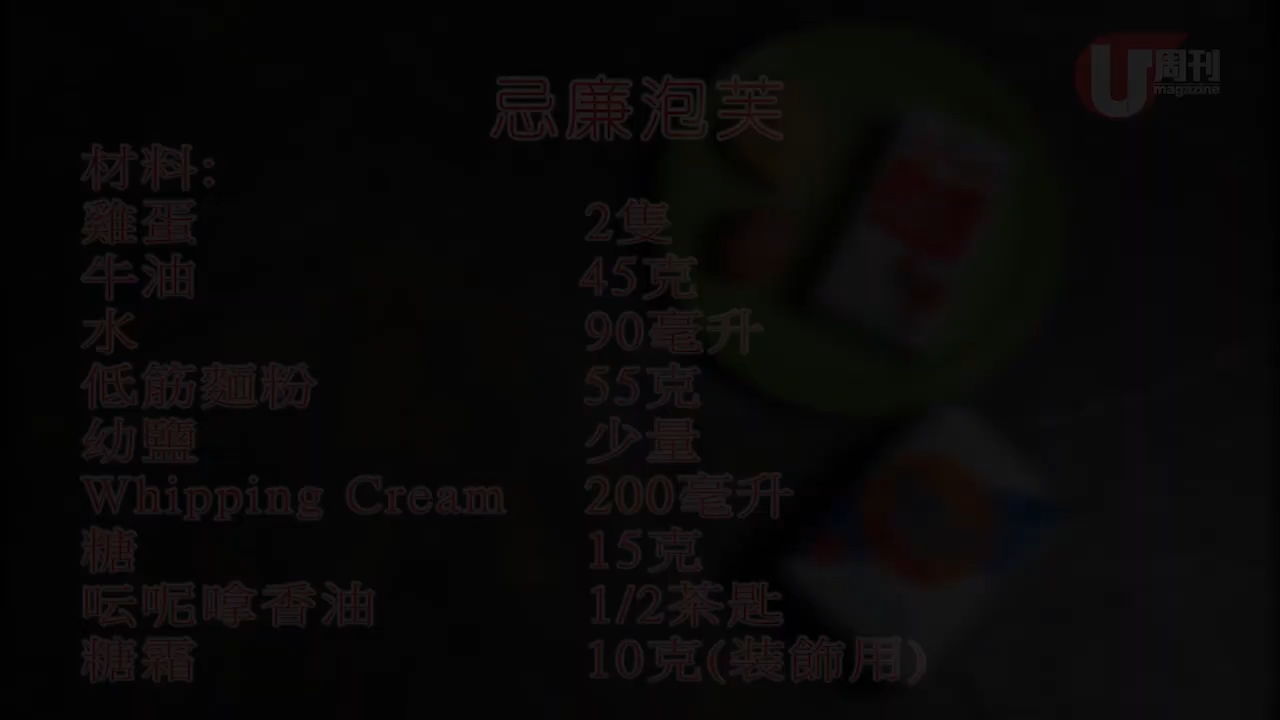 U周刊
magazine
忌廉泡芙
材料:
雞蛋 2隻
牛油 45克
水 90毫升
低筋麵粉 55克
幼鹽 少量
Whipping Cream 200毫升
糖 15克
呍呢嗱香油 1/2茶匙
糖霜 10克(裝飾用)